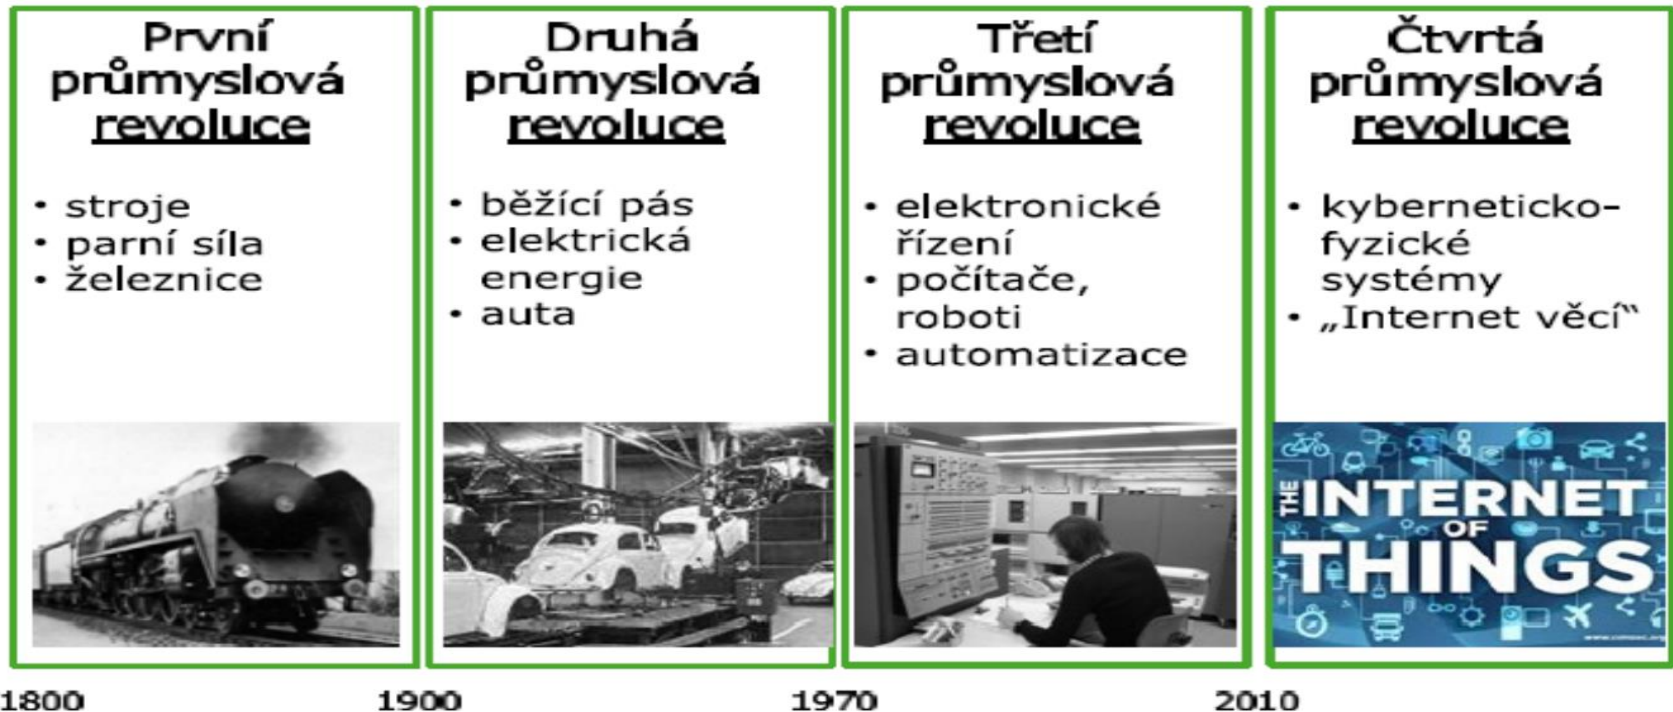 První
průmyslová
revoluce
• stroje
• parní síla
• železnice
Druhá
průmyslová
revoluce
• běžící pás
• elektrická
energie
• auta
Třetí
průmyslová
revoluce
• elektronické
řízení
• počítače,
roboti
• automatizace
Čtvrtá
průmyslová
revoluce
• kyberneticko-
fyzické
systémy
• „Internet věcí“
THE INTERNET
OF
THINGS
1800
1900
1970
2010